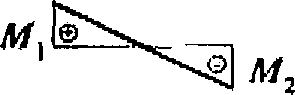 M₁ ⊕
⊖ M₂